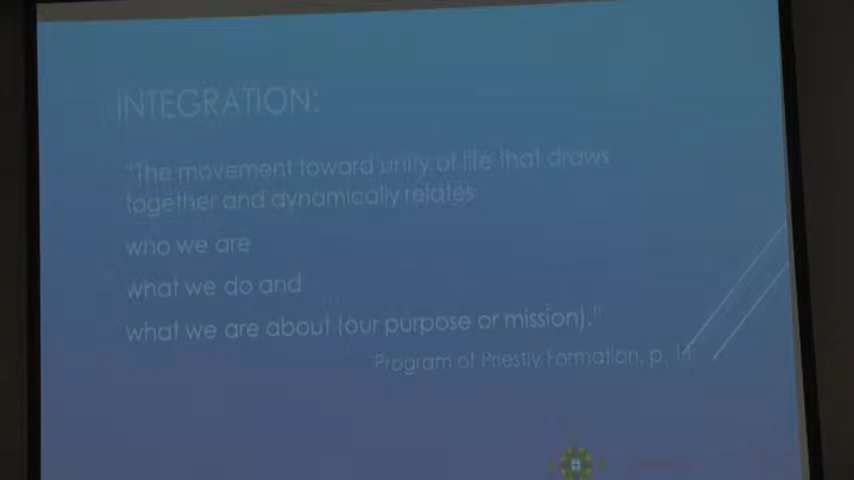 INTEGRATION:
"The movement toward unity of life that draws
together and dynamically relates
who we are
what we do and
what we are about (our purpose or mission)."
Program of Priestly Formation, p. 11